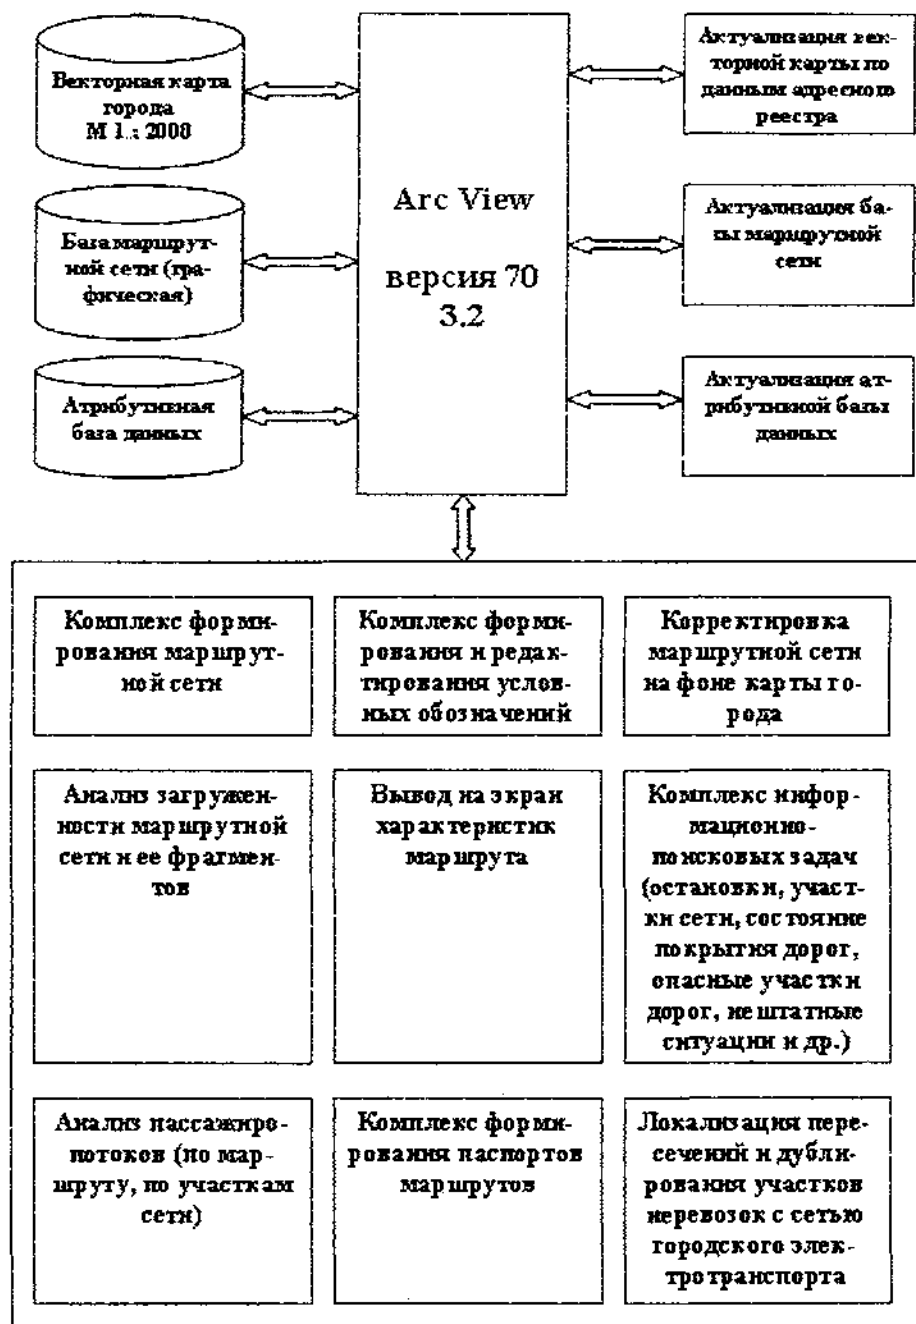 Векторная карта
города
М 1 : 2000
База маршрут-
ной сети (гра-
фическая)
Атрибутивная
база данных
Arc View
версия 70
3.2
Актуализация век-
торной карты по
данным адресного
реестра
Актуализация ба-
зы маршрутной
сети
Актуализация ат-
рибутивной базы
данных
Комплекс форми-
рования маршрут-
ной сети
Комплекс форми-
рования и редак-
тирования услов-
ных обозначений
Корректировка
маршрутной сети
на фоне карты го-
рода
Анализ загружен-
ности маршрутной
сети и ее фрагмен-
тов
Вывод на экран
характеристик
маршрута
Комплекс инфор-
мационно-
поисковых задач
(остановки, участ-
ки сети, состояние
покрытия дорог,
опасные участки
дорог, нештатные
ситуации и др.)
Анализ пассажиро-
потоков (по мар-
шруту, по участкам
сети)
Комплекс форми-
рования паспортов
маршрутов
Локализация пере-
сечений и дубли-
рования участков
перевозок с сетью
городского элек-
тротранспорта